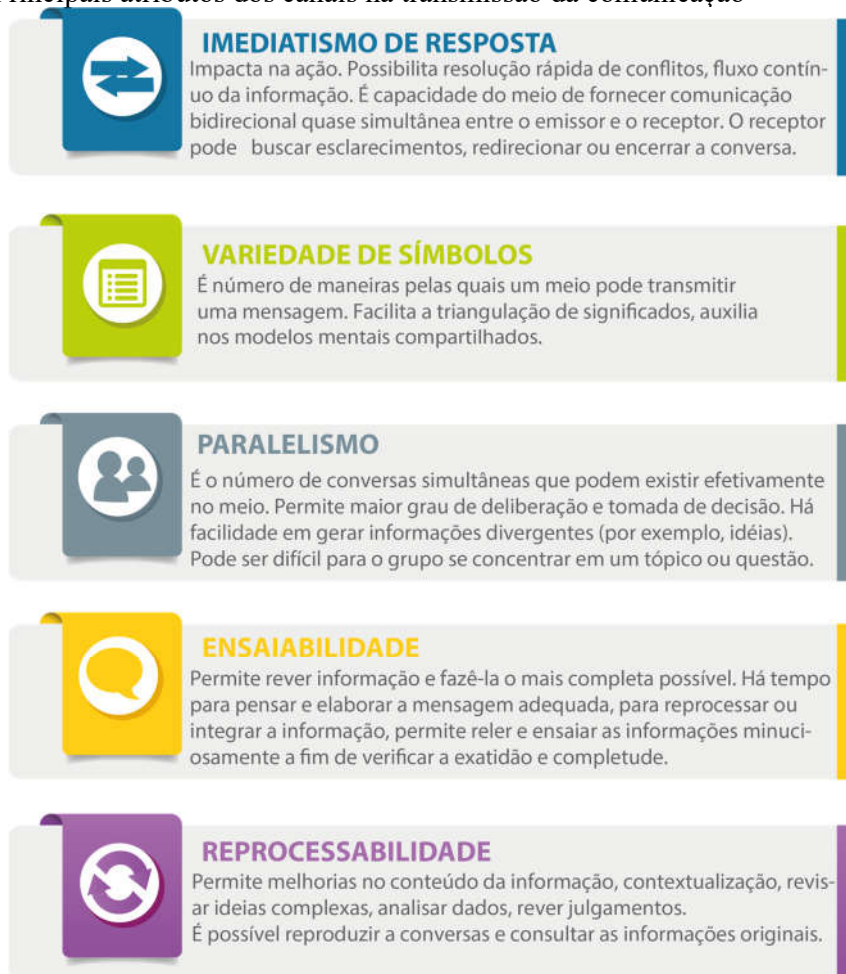 Principais atributos dos canais na transmissão da comunicação
IMEDIATISMO DE RESPOSTA
Impacta na ação. Possibilita resolução rápida de conflitos, fluxo contín-
uo da informação. É capacidade do meio de fornecer comunicação
bidirecional quase simultânea entre o emissor e o receptor. O receptor
pode buscar esclarecimentos, redirecionar ou encerrar a conversa.
VARIEDADE DE SÍMBOLOS
É número de maneiras pelas quais um meio pode transmitir
uma mensagem. Facilita a triangulação de significados, auxilia
nos modelos mentais compartilhados.
PARALELISMO
É o número de conversas simultâneas que podem existir efetivamente
no meio. Permite maior grau de deliberação e tomada de decisão. Há
facilidade em gerar informações divergentes (por exemplo, idéias).
Pode ser difícil para o grupo se concentrar em um tópico ou questão.
ENSAIABILIDADE
Permite rever informação e fazê-la o mais completa possível. Há tempo
para pensar e elaborar a mensagem adequada, para reprocessar ou
integrar a informação, permite reler e ensaiar as informações minuci-
osamente a fim de verificar a exatidão e completude.
REPROCESSABILIDADE
Permite melhorias no conteúdo da informação, contextualização, revis-
ar ideias complexas, analisar dados, rever julgamentos.
É possível reproduzir a conversas e consultar as informações originais.